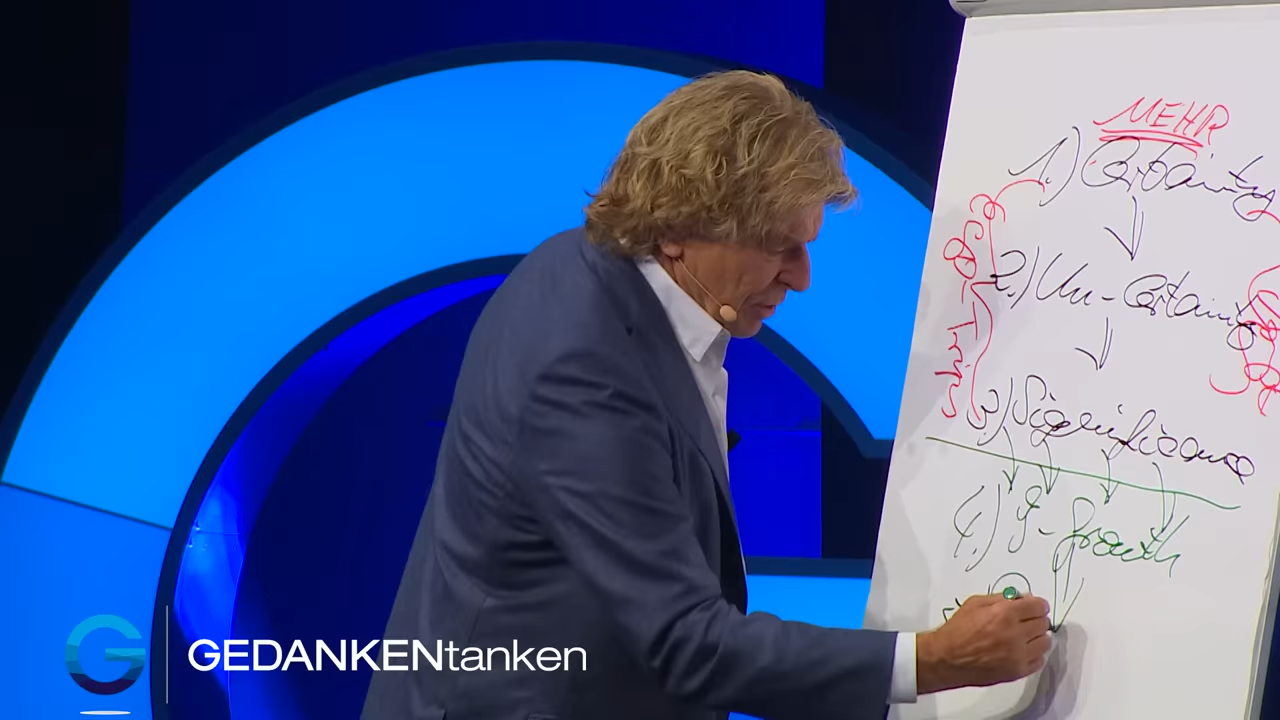 MEHR
1.) Certainty
2.) Un-Certainty
3.) Significance
4.) G-Growth
G
GEDANKENtanken